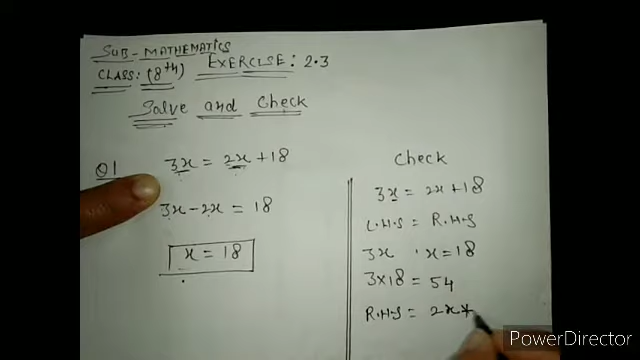 SUB- MATHEMATICS
CLASS: (8th) EXERCISE: 2.3
Solve and Check
Q1 3x = 2x + 18
3x - 2x = 18
x = 18
Check
3x = 2x + 18
L.H.S = R.H.S
3x , x = 18
3x18 = 54
R.H.S = 2x+
PowerDirector